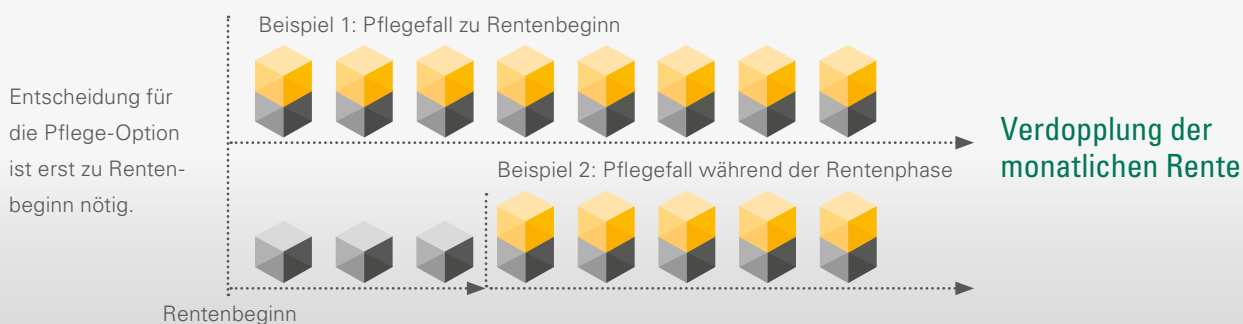 Beispiel 1: Pflegefall zu Rentenbeginn
Entscheidung für
die Pflege-Option
ist erst zu Renten-
beginn nötig.
Verdopplung der
monatlichen Rente
Beispiel 2: Pflegefall während der Rentenphase
Rentenbeginn